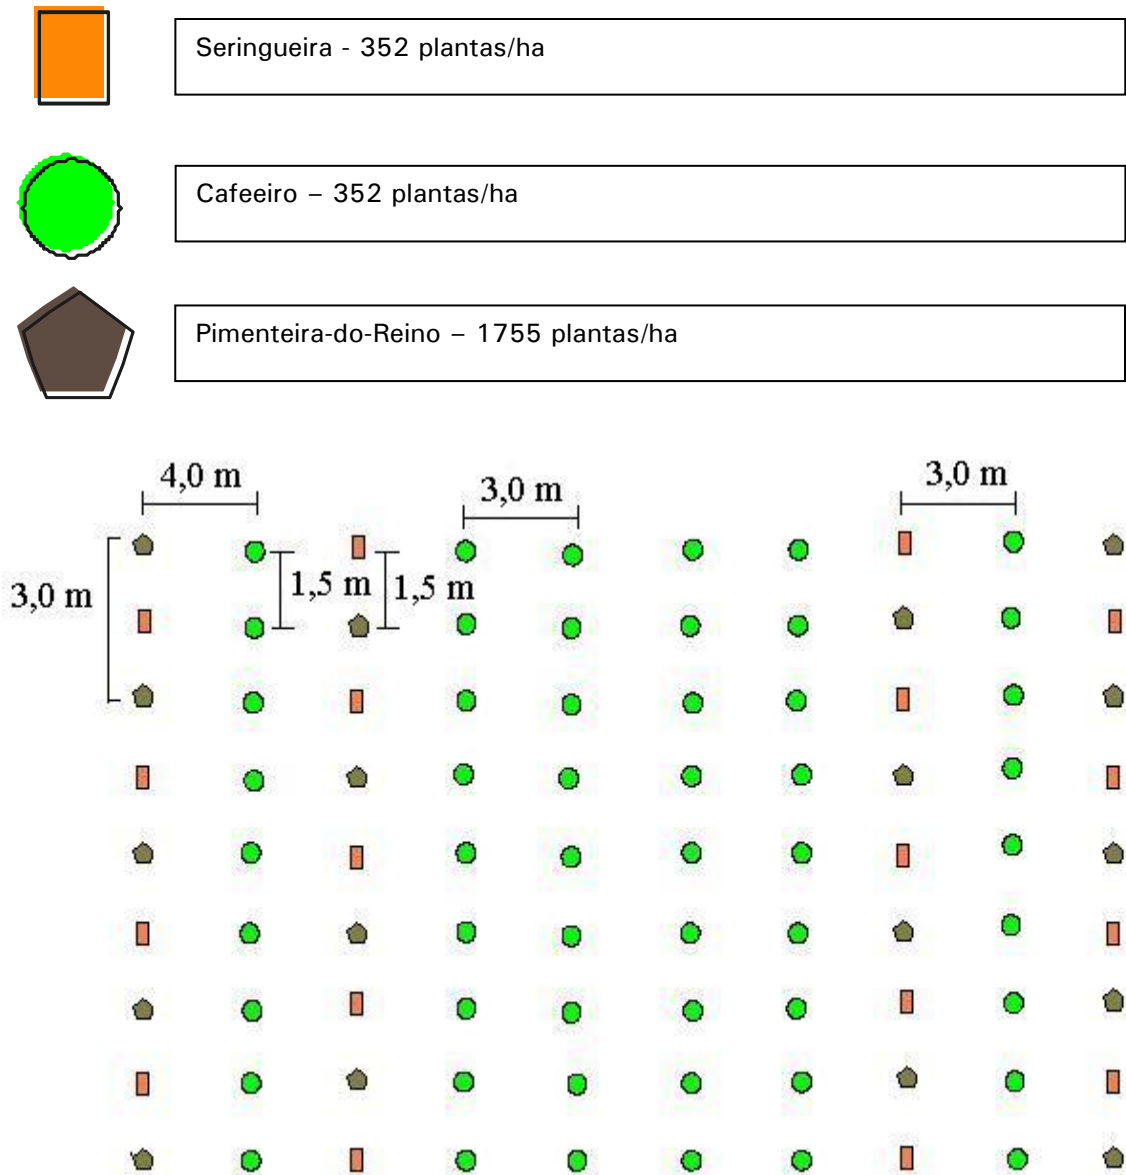 Seringueira - 352 plantas/ha
Cafeeiro – 352 plantas/ha
Pimenteira-do-Reino – 1755 plantas/ha
4,0 m
3,0 m
3,0 m
3,0 m
1,5 m
1,5 m